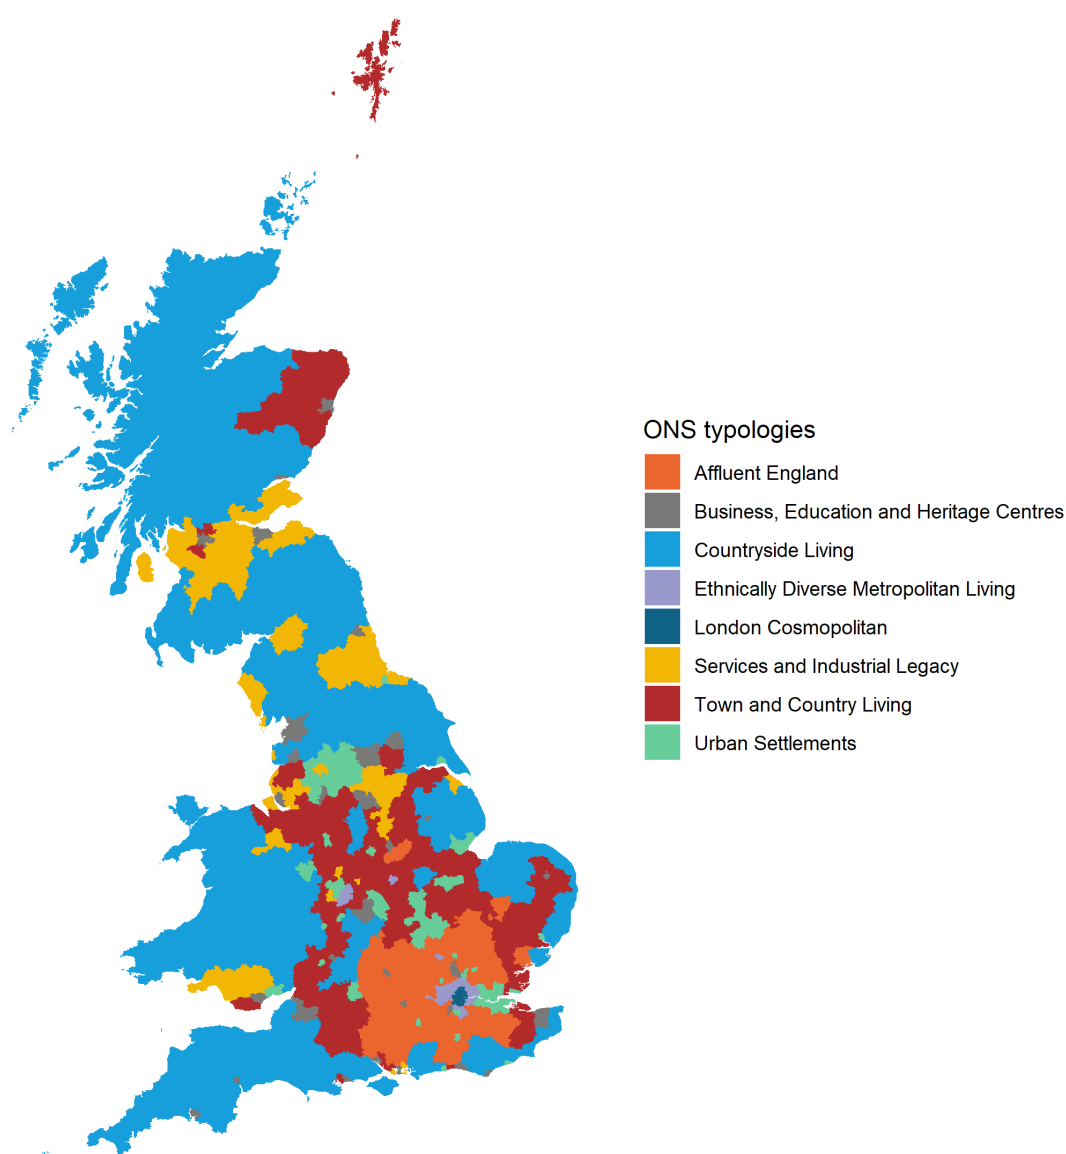 ONS typologies
Affluent England
Business, Education and Heritage Centres
Countryside Living
Ethnically Diverse Metropolitan Living
London Cosmopolitan
Services and Industrial Legacy
Town and Country Living
Urban Settlements